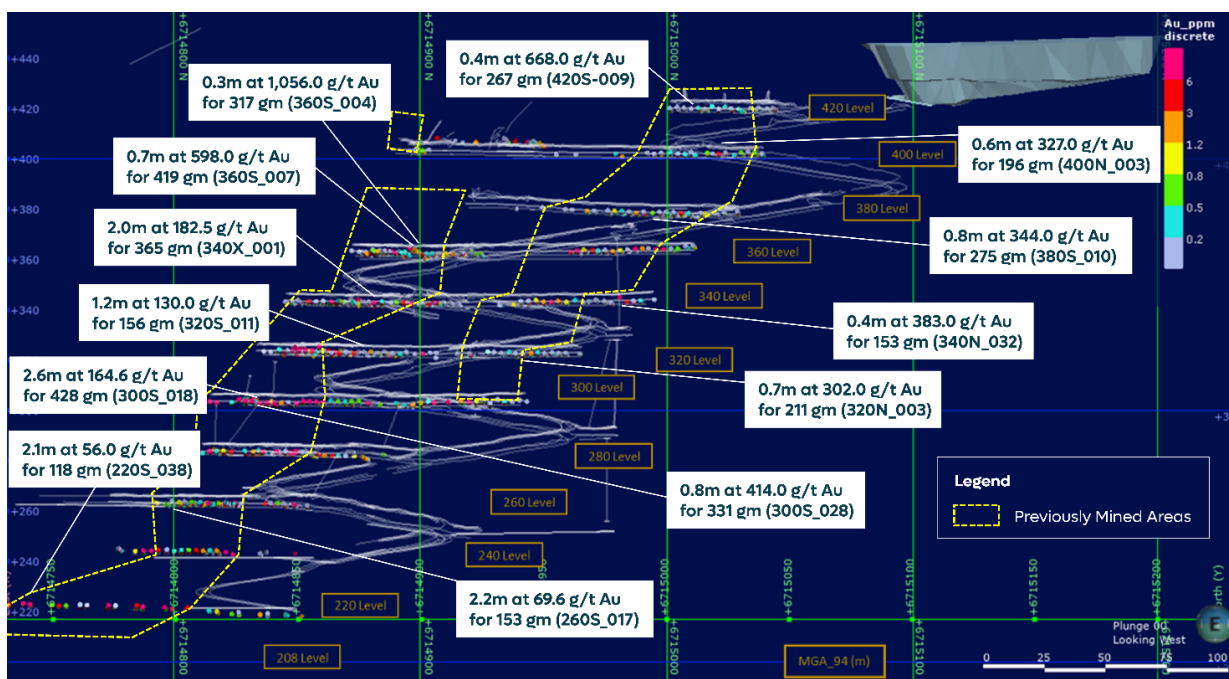 +6714800 N
+6714900 N
+6715000 N
+440
+420
+400
+380
+360
+340
+260
+240
+220
0.4m at 668.0 g/t Au
for 267 gm (420S-009)
0.3m at 1,056.0 g/t Au
for 317 gm (360S_004)
0.7m at 598.0 g/t Au
for 419 gm (360S_007)
2.0m at 182.5 g/t Au
for 365 gm (340X_001)
1.2m at 130.0 g/t Au
for 156 gm (320S_011)
2.6m at 164.6 g/t Au
for 428 gm (300S_018)
2.1m at 56.0 g/t Au
for 118 gm (220S_038)
0.6m at 327.0 g/t Au
for 196 gm (400N_003)
0.8m at 344.0 g/t Au
for 275 gm (380S_010)
0.4m at 383.0 g/t Au
for 153 gm (340N_032)
0.7m at 302.0 g/t Au
for 211 gm (320N_003)
0.8m at 414.0 g/t Au
for 331 gm (300S_028)
2.2m at 69.6 g/t Au
for 153 gm (260S_017)
420 Level
400 Level
380 Level
360 Level
340 Level
320 Level
300 Level
280 Level
260 Level
240 Level
220 Level
208 Level
Au_ppm
discrete
6
3
1.2
0.8
0.5
0.2
Legend
Previously Mined Areas
+6714750
+6714800
+6714850
+6714900
+6715000
+6715050
+6715100
+6715150
+6715200
MGA_94 (m)
Plunge 00
Looking West
E
0 25 50 75 100